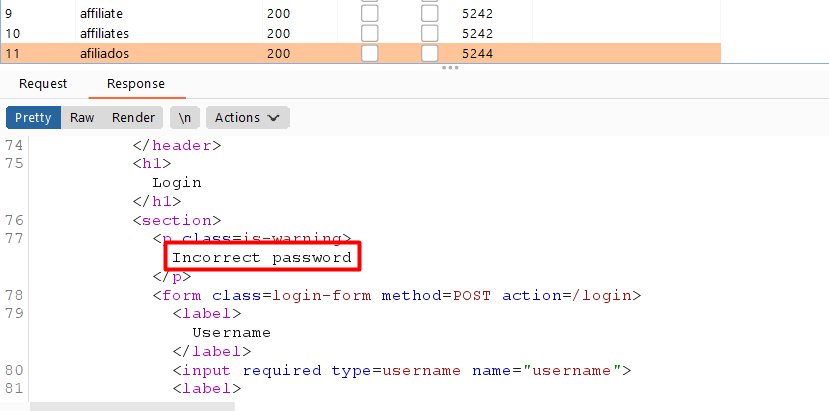 9 affiliate 200 5242
10 affiliates 200 5242
11 afiliados 200 5244
Request Response
Pretty Raw Render \n Actions
74 </header>
75 <h1>
Login
</h1>
76 <section>
77 <p class=is-warning>
Incorrect password
</p>
78 <form class=login-form method=POST action=/login>
79 <label>
Username
</label>
80 <input required type=username name="username">
81 <label>